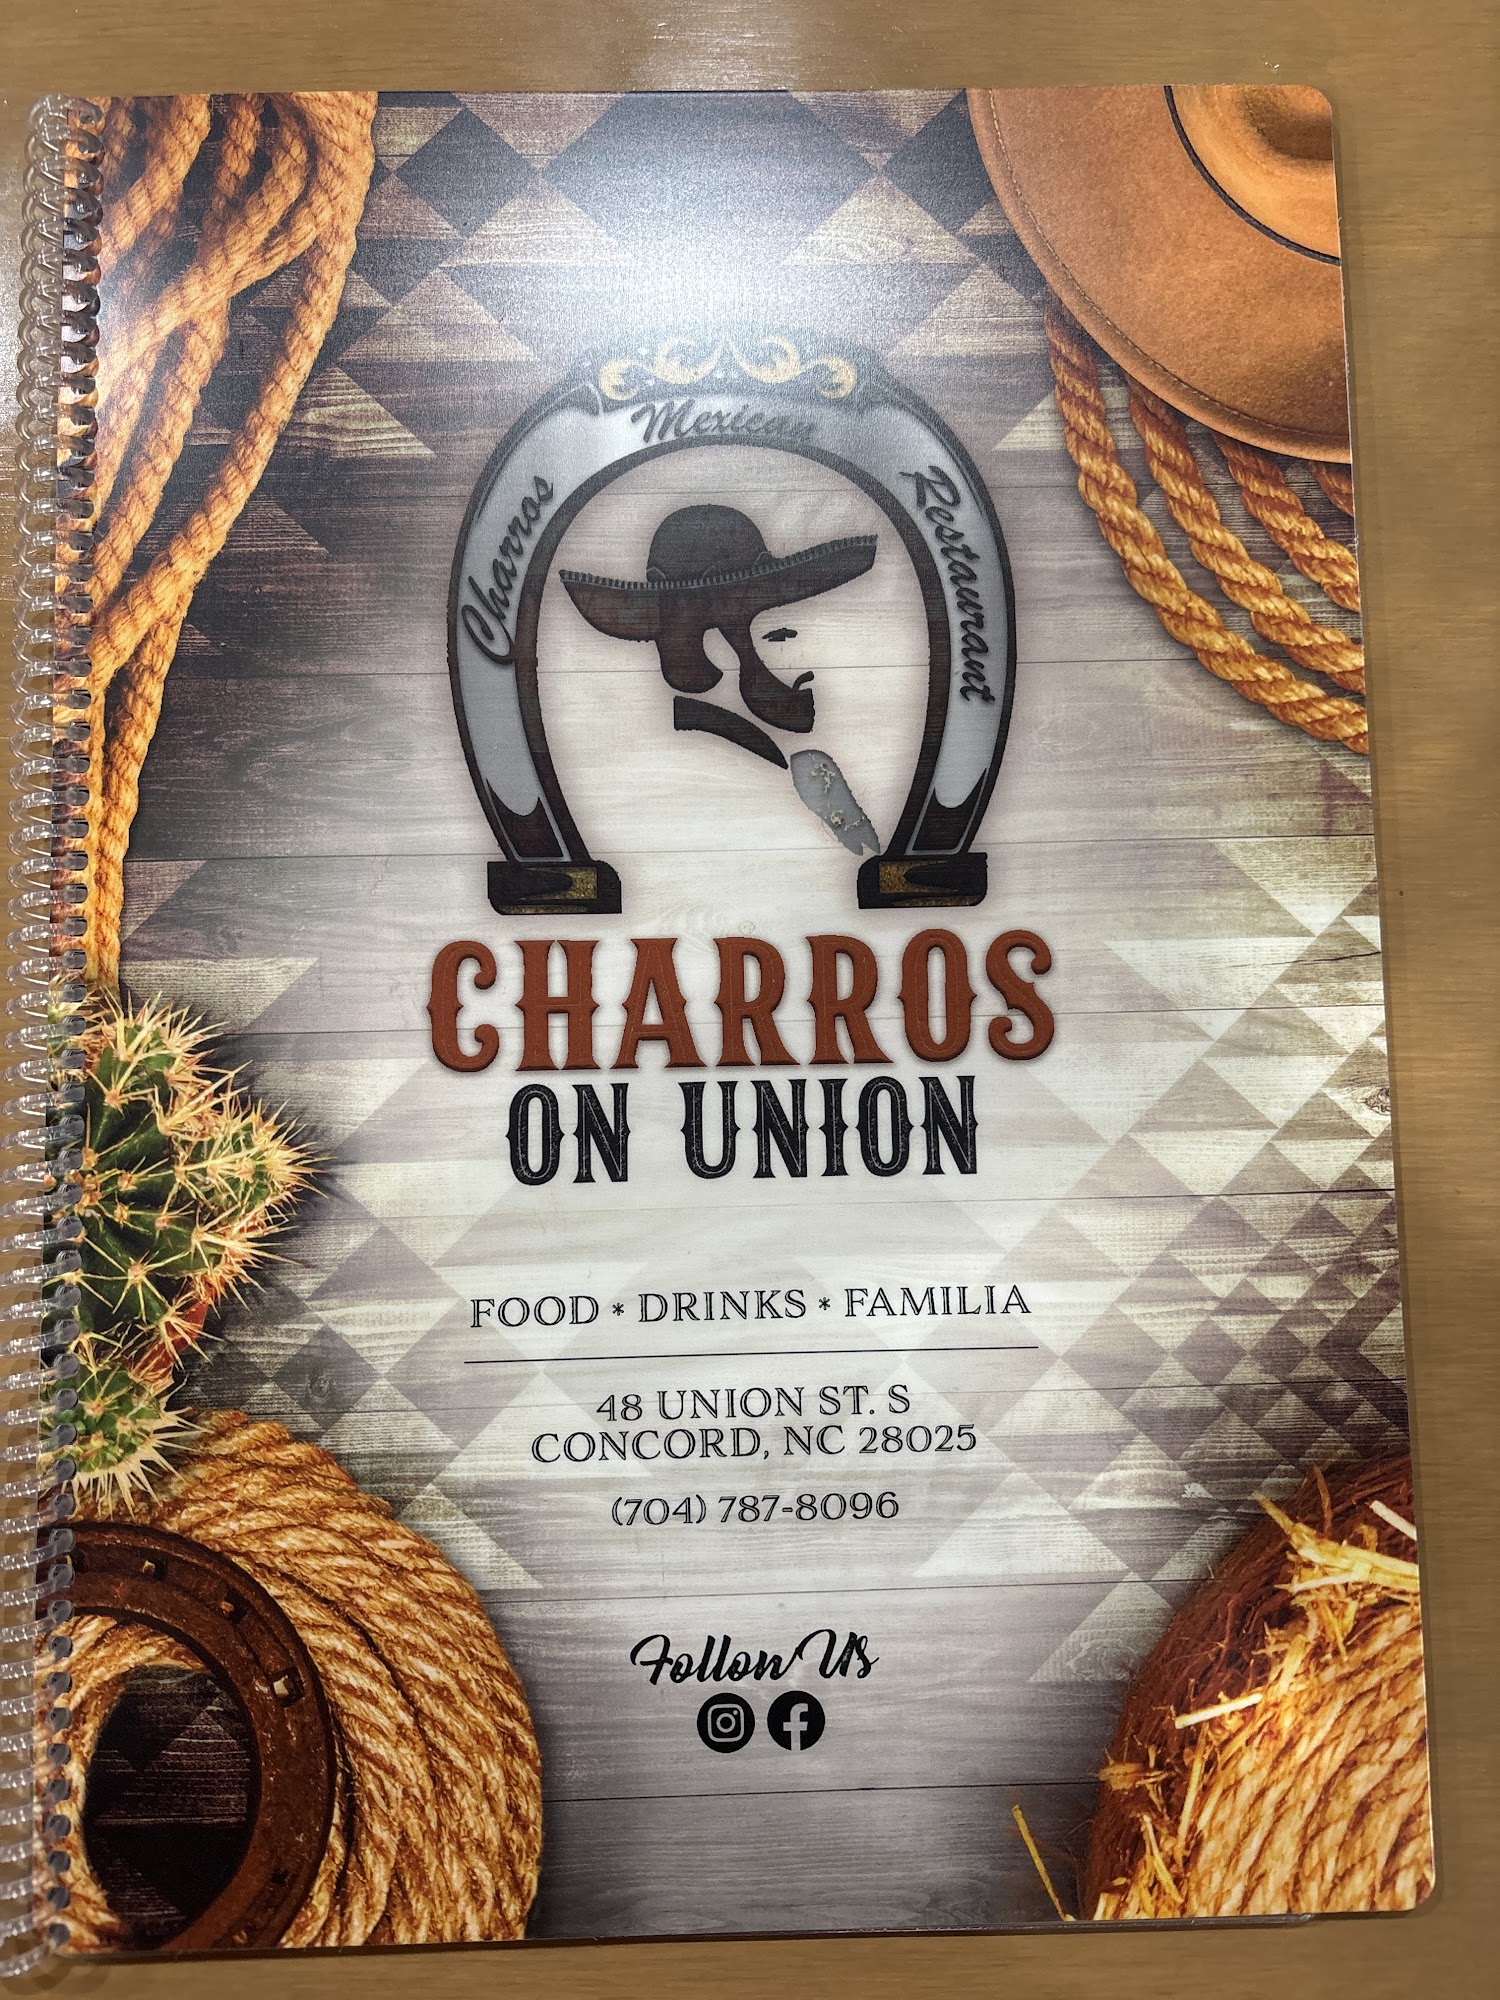 Charros Mexican Restaurant
CHARROS
ON UNION
FOOD * DRINKS * FAMILIA
48 UNION ST. S
CONCORD, NC 28025
(704) 787-8096
Follow Us